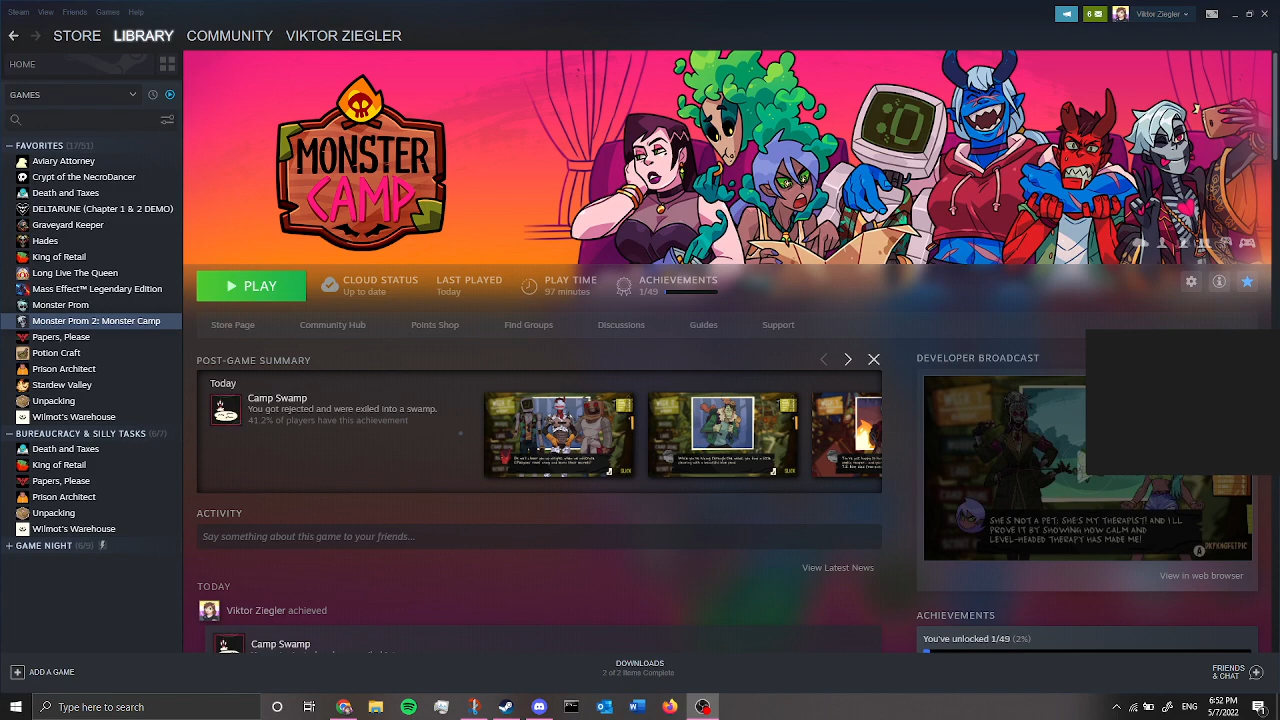 Steam View Friends Games Help
6
Viktor Ziegler
STORE LIBRARY COMMUNITY VIKTOR ZIEGLER
GAMES
FAVORITES (17/51)
Aviary Attorney
Crypt of the NecroDancer
Death and Taxes
DELTARUNE (Chapter 1 & 2 DEMO)
Graveyard Keeper
Hades
King of the Hat
Long Live The Queen
Mass Effect™ Legendary Edition
Monster Prom
Monster Prom 2: Monster Camp
Papers, Please
Potion Craft
Prison Architect
Stardew Valley
Unpacking
Wilmot's Warehouse
BUREAUCRACY & SILLY TASKS (6/7)
Death and Taxes
Lair of Real
Papers, Please
Prison Architect
Unpacking
Wilmot's Warehouse
GAME NIGHT (6/9)
ADD A GAME
MONSTER
CAMP
PLAY
CLOUD STATUS
Up to date
LAST PLAYED
Today
PLAY TIME
97 minutes
ACHIEVEMENTS
1/49
Store Page Community Hub Points Shop Find Groups Discussions Guides Support
POST-GAME SUMMARY
Today
Camp Swamp
You got rejected and were exiled into a swamp.
41.2% of players have this achievement
ACTIVITY
Say something about this game to your friends...
View Latest News
TODAY
Viktor Ziegler achieved
Camp Swamp
DEVELOPER BROADCAST
SHE'S NOT A PET; SHE'S MY THERAPIST! AND I'LL
PROVE IT BY SHOWING HOW CALM AND
LEVEL-HEADED THERAPY HAS MADE ME!
View in web browser
ACHIEVEMENTS
You've unlocked 1/49 (2%)
DOWNLOADS
2 of 2 Items Complete
FRIENDS
& CHAT
Type here to search
6:52 PM
5/7/2022